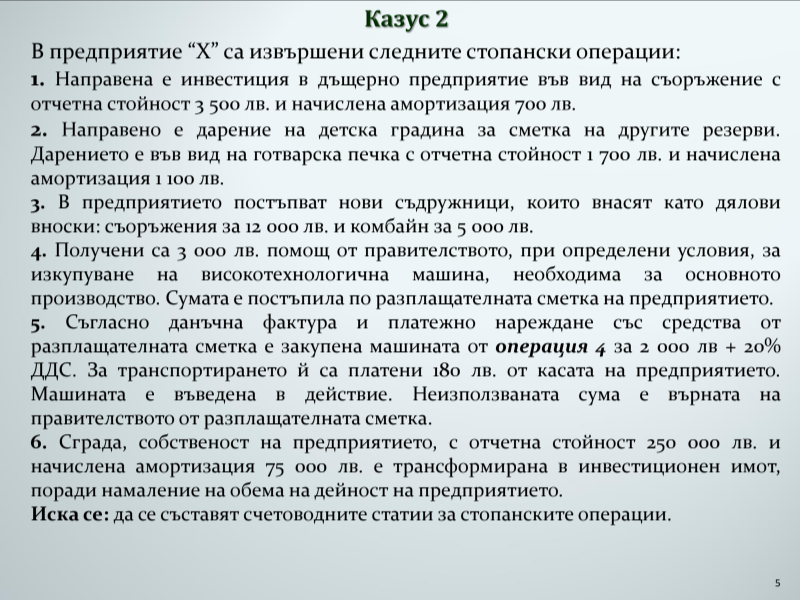 Казус 2
В предприятие “Х” са извършени следните стопански операции:
1. Направена е инвестиция в дъщерно предприятие във вид на съоръжение с
отчетна стойност 3 500 лв. и начислена амортизация 700 лв.
2. Направено е дарение на детска градина за сметка на другите резерви.
Дарението е във вид на готварска печка с отчетна стойност 1 700 лв. и начислена
амортизация 1 100 лв.
3. В предприятието постъпват нови съдружници, които внасят като дялови
вноски: съоръжения за 12 000 лв. и комбайн за 5 000 лв.
4. Получени са 3 000 лв. помощ от правителството, при определени условия, за
изкупуване на високотехнологична машина, необходима за основното
производство. Сумата е постъпила по разплащателната сметка на предприятието.
5. Съгласно данъчна фактура и платежно нареждане със средства от
разплащателната сметка е закупена машината от операция 4 за 2 000 лв + 20%
ДДС. За транспортирането ѝ са платени 180 лв. от касата на предприятието.
Машината е въведена в действие. Неизползваната сума е върната на
правителството от разплащателната сметка.
6. Сграда, собственост на предприятието, с отчетна стойност 250 000 лв. и
начислена амортизация 75 000 лв. е трансформирана в инвестиционен имот,
поради намаление на обема на дейност на предприятието.
Иска се: да се съставят счетоводните статии за стопанските операции.
5